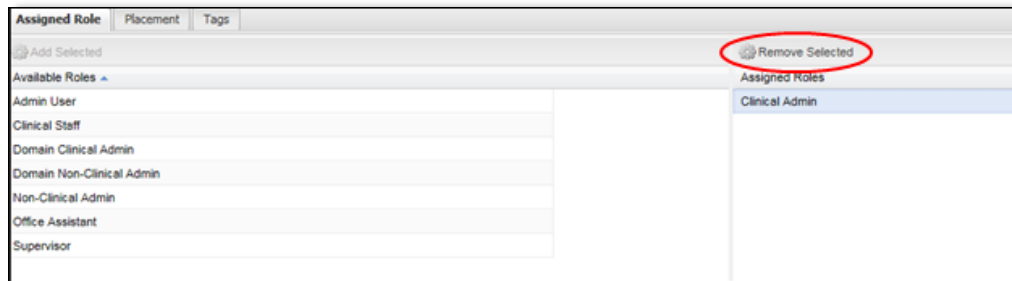 Assigned Role Placement Tags
Add Selected
Remove Selected
Available Roles
Assigned Roles
Admin User
Clinical Admin
Clinical Staff
Domain Clinical Admin
Domain Non-Clinical Admin
Non-Clinical Admin
Office Assistant
Supervisor